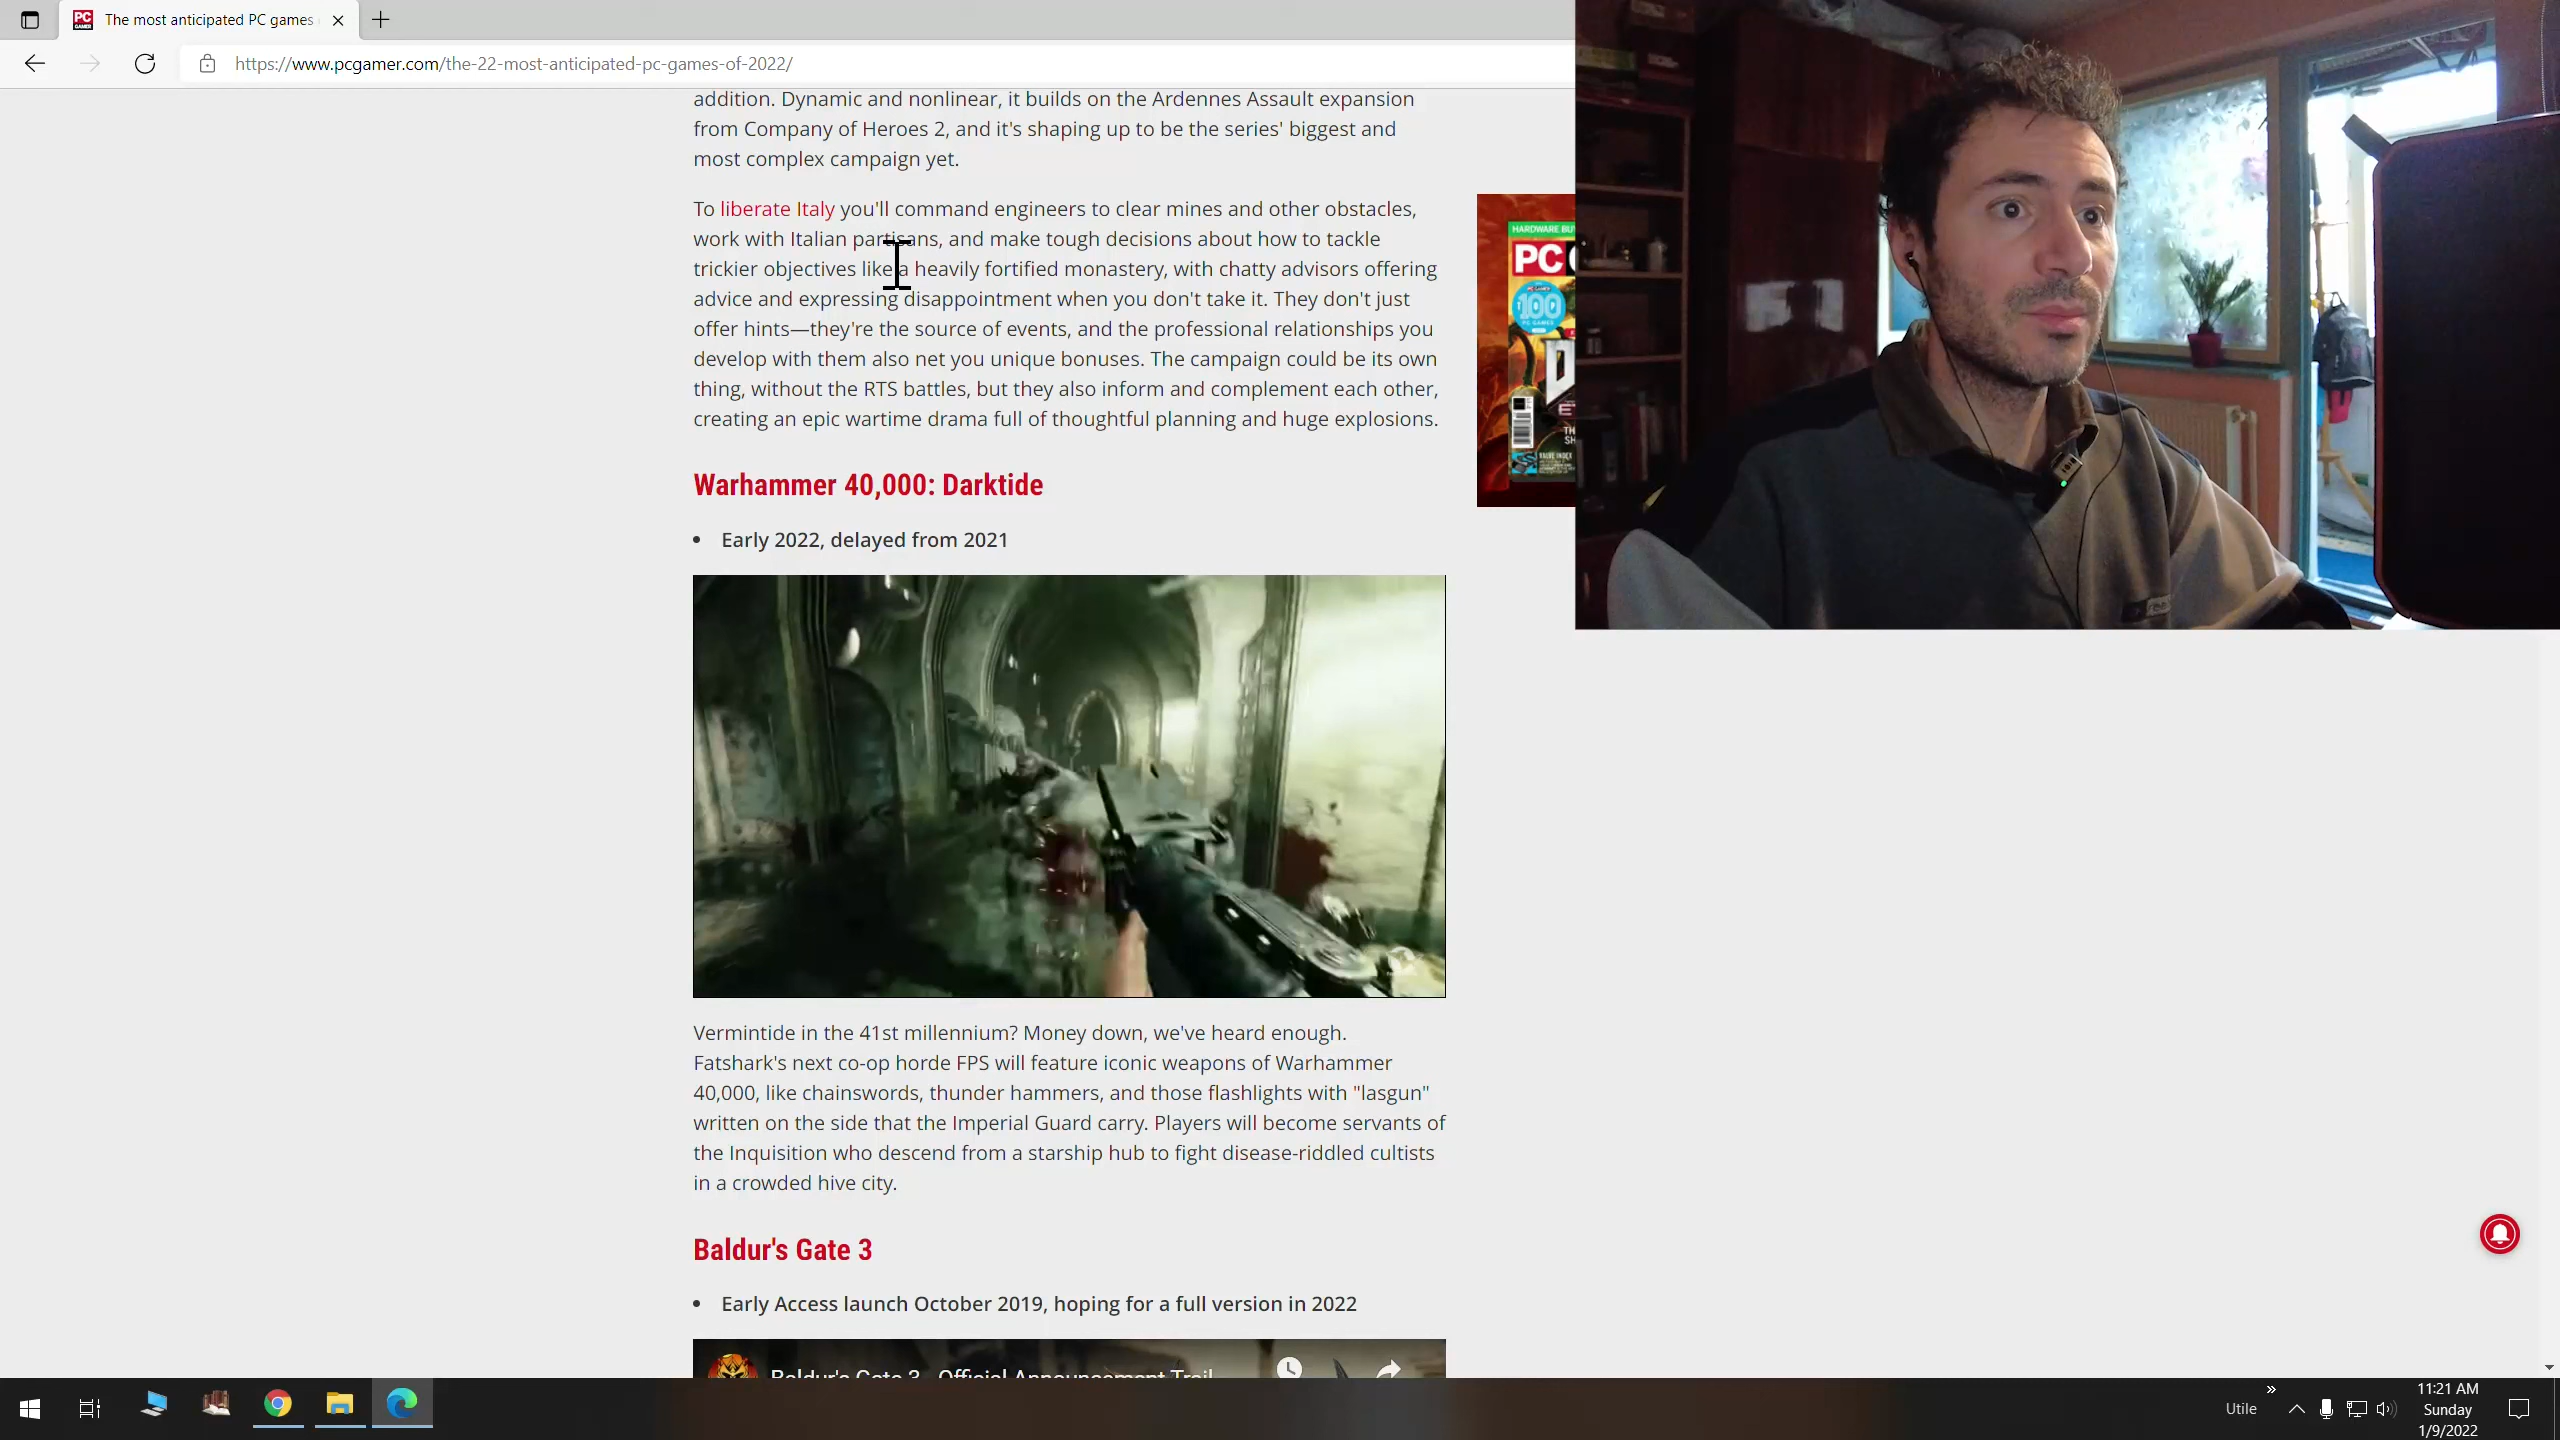 The most anticipated PC games
https://www.pcgamer.com/the-22-most-anticipated-pc-games-of-2022/
addition. Dynamic and nonlinear, it builds on the Ardennes Assault expansion
from Company of Heroes 2, and it's shaping up to be the series' biggest and
most complex campaign yet.
To liberate Italy you'll command engineers to clear mines and other obstacles,
work with Italian partisans, and make tough decisions about how to tackle
trickier objectives like a heavily fortified monastery, with chatty advisors offering
advice and expressing disappointment when you don't take it. They don't just
offer hints—they're the source of events, and the professional relationships you
develop with them also net you unique bonuses. The campaign could be its own
thing, without the RTS battles, but they also inform and complement each other,
creating an epic wartime drama full of thoughtful planning and huge explosions.
HARDWARE
PC
100
Warhammer 40,000: Darktide
• Early 2022, delayed from 2021
Vermintide in the 41st millennium? Money down, we've heard enough.
Fatshark's next co-op horde FPS will feature iconic weapons of Warhammer
40,000, like chainswords, thunder hammers, and those flashlights with "lasgun"
written on the side that the Imperial Guard carry. Players will become servants of
the Inquisition who descend from a starship hub to fight disease-riddled cultists
in a crowded hive city.
Baldur's Gate 3
• Early Access launch October 2019, hoping for a full version in 2022
Baldur's Gate 3 - Official Announcement Trail
Utile
11:21 AM
Sunday
1/9/2022